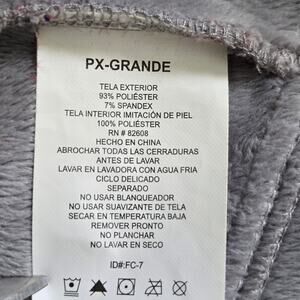 PX-GRANDE
TELA EXTERIOR
93% POLIÉSTER
7% SPANDEX
TELA INTERIOR IMITACIÓN DE PIEL
100% POLIÉSTER
RN # 82608
HECHO EN CHINA
ABROCHAR TODAS LAS CERRADURAS
ANTES DE LAVAR
LAVAR EN LAVADORA CON AGUA FRIA
CICLO DELICADO
SEPARADO
NO USAR BLANQUEADOR
NO USAR SUAVIZANTE DE TELA
SECAR EN TEMPERATURA BAJA
REMOVER PRONTO
NO PLANCHAR
NO LAVAR EN SECO
ID#:FC-7